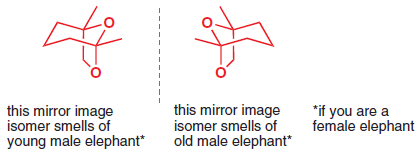 O
O
O
O
this mirror image
isomer smells of
young male elephant*
this mirror image
isomer smells of
old male elephant*
*if you are a
female elephant